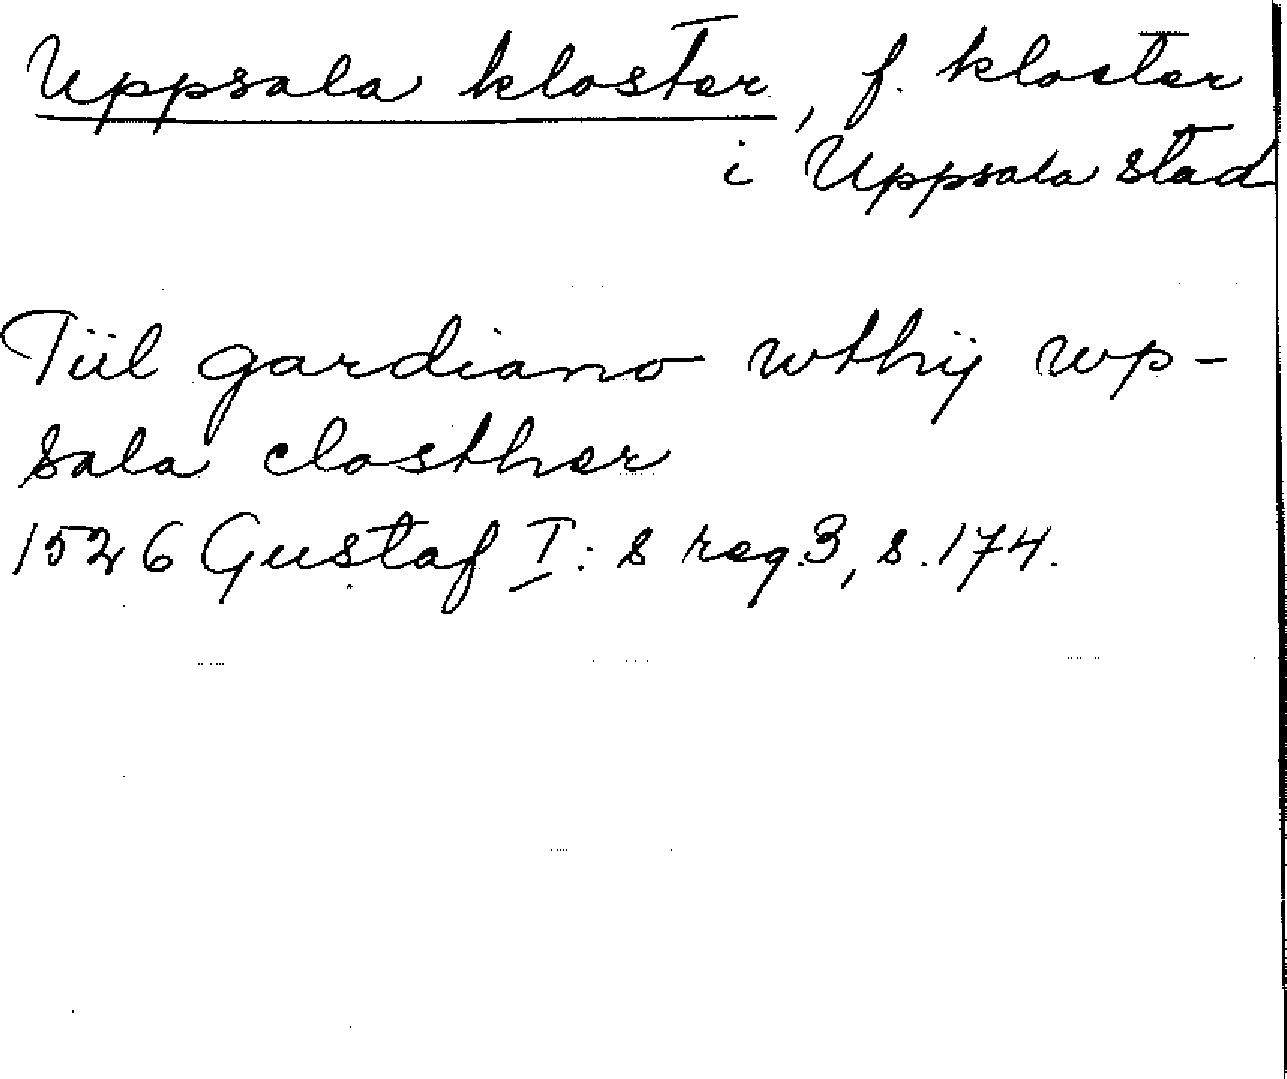 Uppsala kloster, f. kloster
i Uppsala stad
Tiil gardiano wthij wp-
sala closther
1526 Gustaf I: s reg. 3, s. 174.